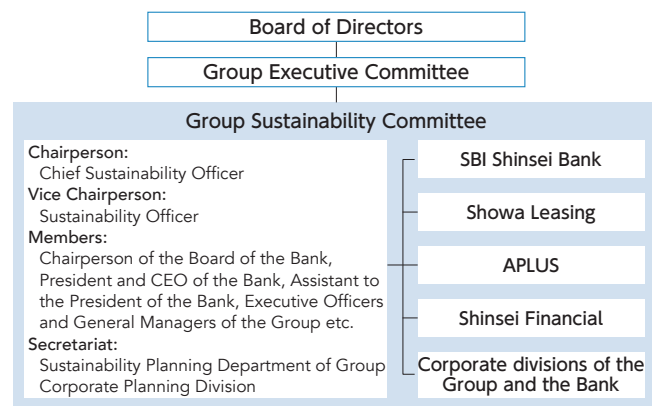 Board of Directors
Group Executive Committee
Group Sustainability Committee
Chairperson:
Chief Sustainability Officer
Vice Chairperson:
Sustainability Officer
Members:
Chairperson of the Board of the Bank,
President and CEO of the Bank, Assistant to
the President of the Bank, Executive Officers
and General Managers of the Group etc.
Secretariat:
Sustainability Planning Department of Group
Corporate Planning Division
SBI Shinsei Bank
Showa Leasing
APLUS
Shinsei Financial
Corporate divisions of the
Group and the Bank